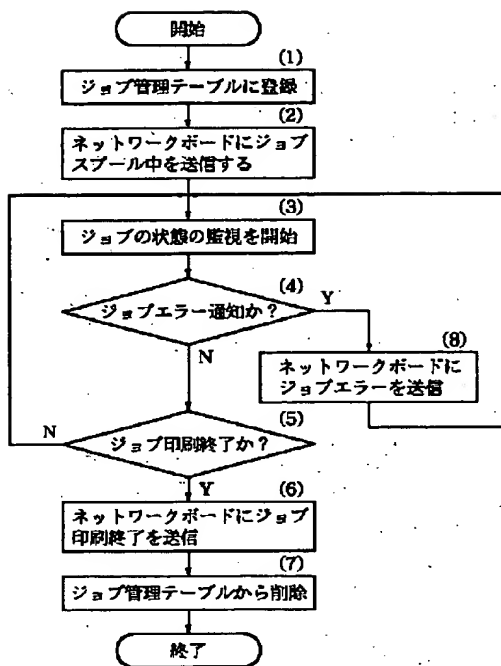 開始
(1)
ジョブ管理テーブルに登録
(2)
ネットワークボードにジョブ
スプール中を送信する
(3)
ジョブの状態の監視を開始
(4)
ジョブエラー通知か?
Y
N
(8)
ネットワークボードに
ジョブエラーを送信
(5)
ジョブ印刷終了か?
N
Y
(6)
ネットワークボードにジョブ
印刷終了を送信
(7)
ジョブ管理テーブルから削除
終了